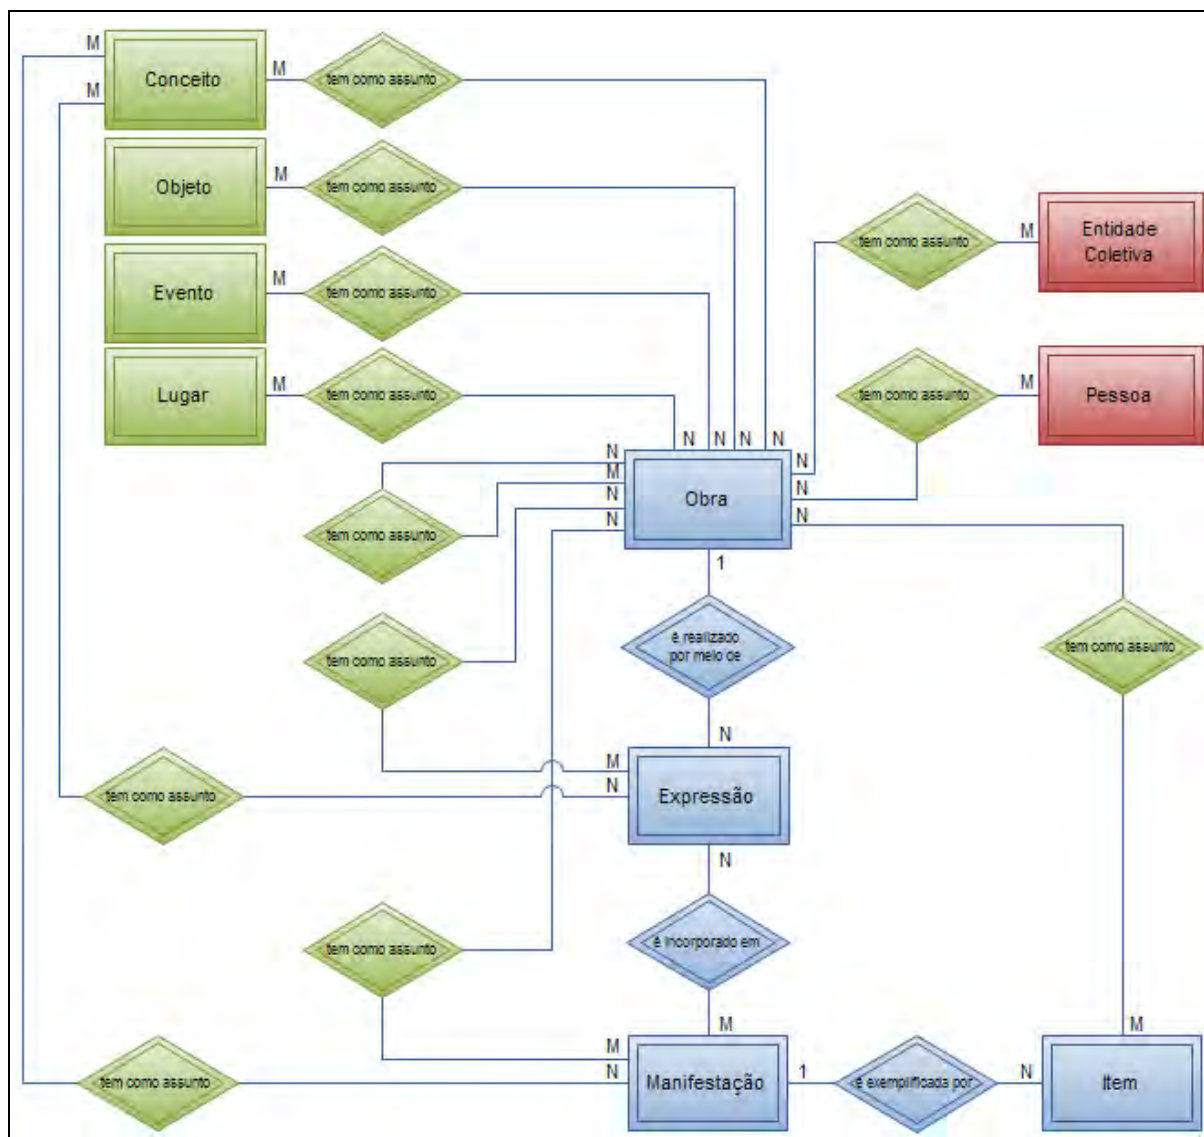 M
Conceito
M
tem como assunto
M
Objeto
M
tem como assunto
Evento
M
tem como assunto
Lugar
M
tem como assunto
tem como assunto
M
Entidade
Coletiva
tem como assunto
M
Pessoa
N
N
N
N
N
M
N
N
tem como assunto
Obra
N
N
N
1
tem como assunto
é realizado
por meio de
tem como assunto
N
M
N
Expressão
tem como assunto
N
tem como assunto
é incorporado em
M
M
N
Manifestação
tem como assunto
1
é exemplificada por
N
M
Item